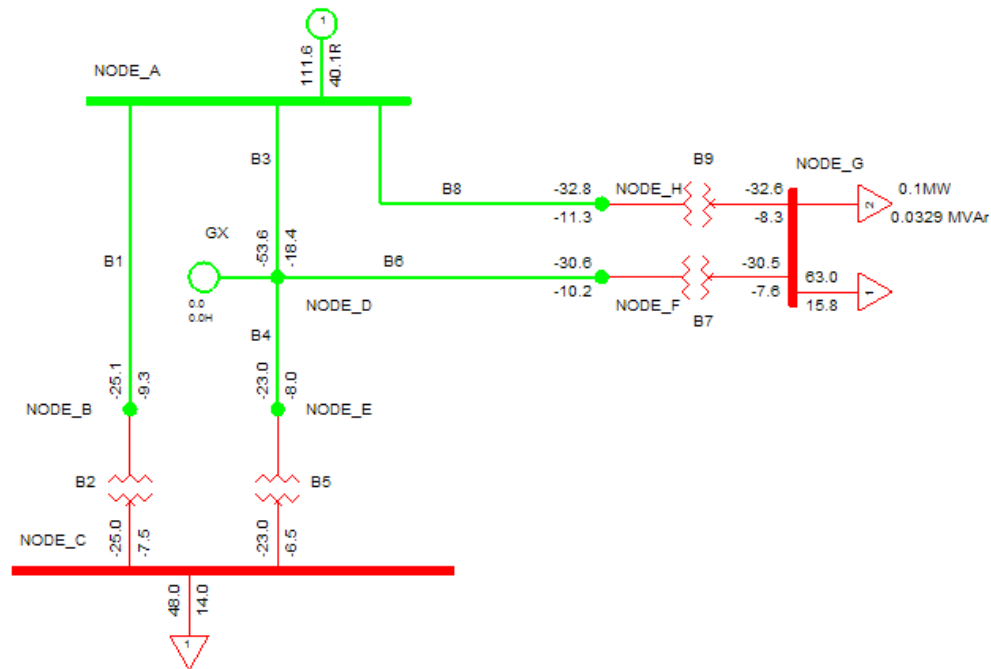 1
111.6
40.1R
NODE_A
B3
B9
NODE_G
B8
-32.8
NODE_H
-32.6
2
0.1MW
-11.3
-8.3
0.0329 MVAr
GX
-53.6
-18.4
B1
B6
-30.6
-30.5
63.0
1
0.0
0.0H
-10.2
-7.6
15.8
NODE_D
NODE_F
B7
B4
-25.1
-9.3
-23.0
-8.0
NODE_B
NODE_E
B2
B5
-25.0
-7.5
-23.0
-6.5
NODE_C
48.0
14.0
1